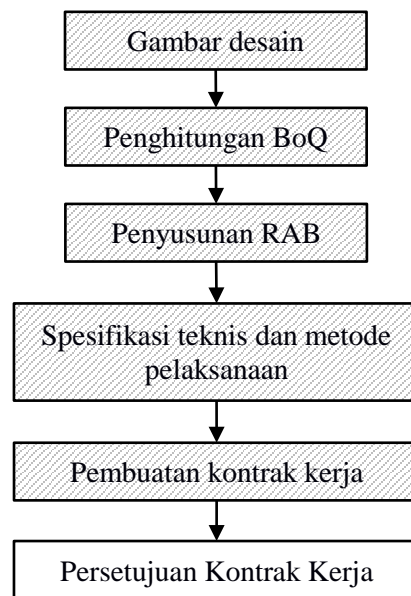 Gambar desain
Penghitungan BoQ
Penyusunan RAB
Spesifikasi teknis dan metode
pelaksanaan
Pembuatan kontrak kerja
Persetujuan Kontrak Kerja